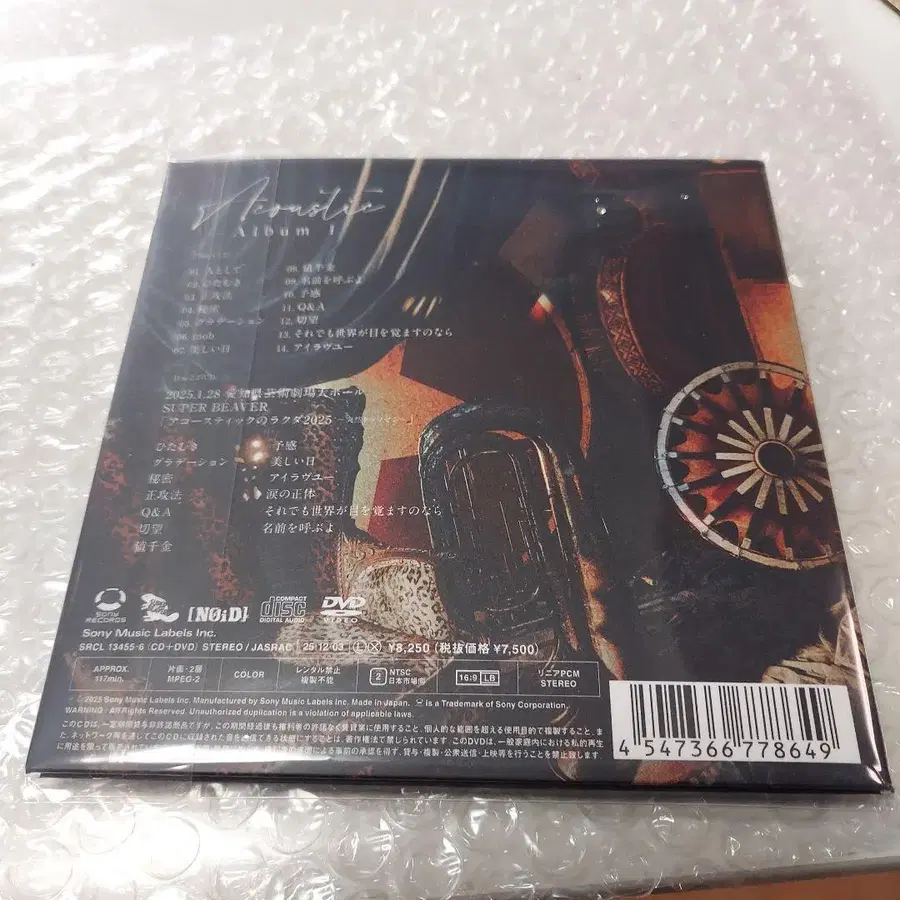 Acoustic
Album 1
01. 人として
02. ひたむき
03. 正攻法
04. 秘密
05. グラデーション
06. mob
07. 美しい日
08. 値千金
09. 名前を呼ぶよ
10. 予感
11. Q&A
12. 切望
13. それでも世界が目を覚ますのなら
14. アイラヴユー
2025.1.28 愛知県芸術劇場大ホール
SUPER BEAVER
「アコースティックのラクダ2025
ひたむき
グラデーション
秘密
正攻法
Q&A
切望
値千金
予感
美しい日
アイラヴユー
涙の正体
それでも世界が目を覚ますのなら
名前を呼ぶよ
SONY RECORDS
[NOiD]
COMPACT disc DIGITAL AUDIO
DVD VIDEO
Sony Music Labels Inc.
SRCL 13455-6 (CD+DVD) STEREO / JASRAC 25・12・03 Ⓛ Ⓧ ¥8,250 (税抜価格 ¥7,500)
APPROX. 117min.
片面・2層 MPEG-2
COLOR
レンタル禁止 複製不能
2 NTSC 日本市場向
16:9 LB
リニアPCM STEREO
2025 Sony Music Labels Inc. Manufactured by Sony Music Labels Inc. Made in Japan. is a Trademark of Sony Corporation.
WARNING: All Rights Reserved. Unauthorized duplication is a violation of applicable laws.
4 547366 778649